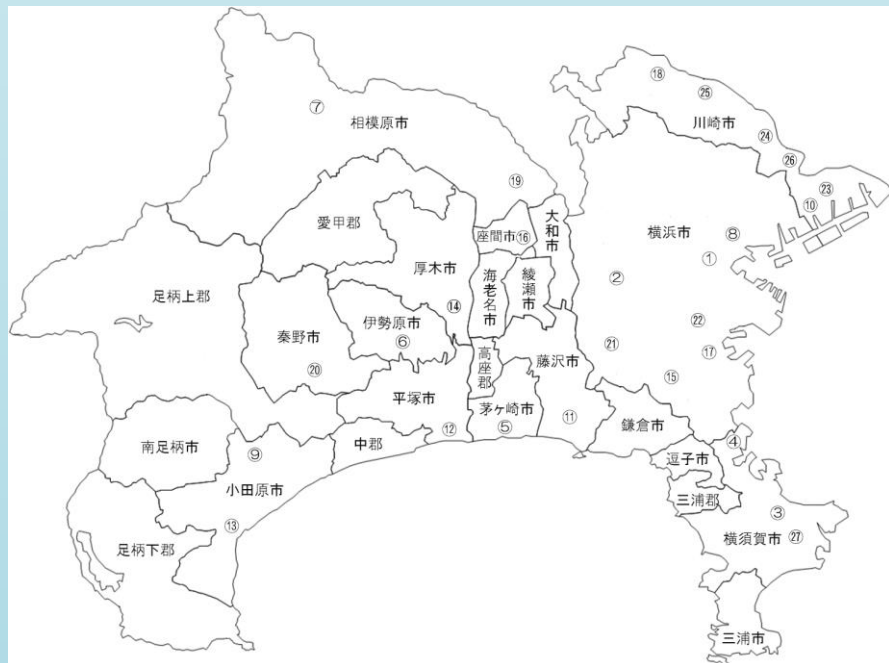 ⑱
㉕
⑦
相模原市
川崎市
㉔
㉖
⑲
㉓
⑩
愛甲郡
大和市
座間市⑯
横浜市
⑧
①
厚木市
海老名市
綾瀬市
②
足柄上郡
⑭
伊勢原市
⑥
秦野市
㉒
㉑
⑰
高座郡
藤沢市
⑳
⑮
平塚市
茅ヶ崎市
⑤
⑪
⑫
鎌倉市
④
南足柄市
⑨
中郡
逗子市
小田原市
三浦郡
③
⑬
横須賀市
㉗
足柄下郡
三浦市